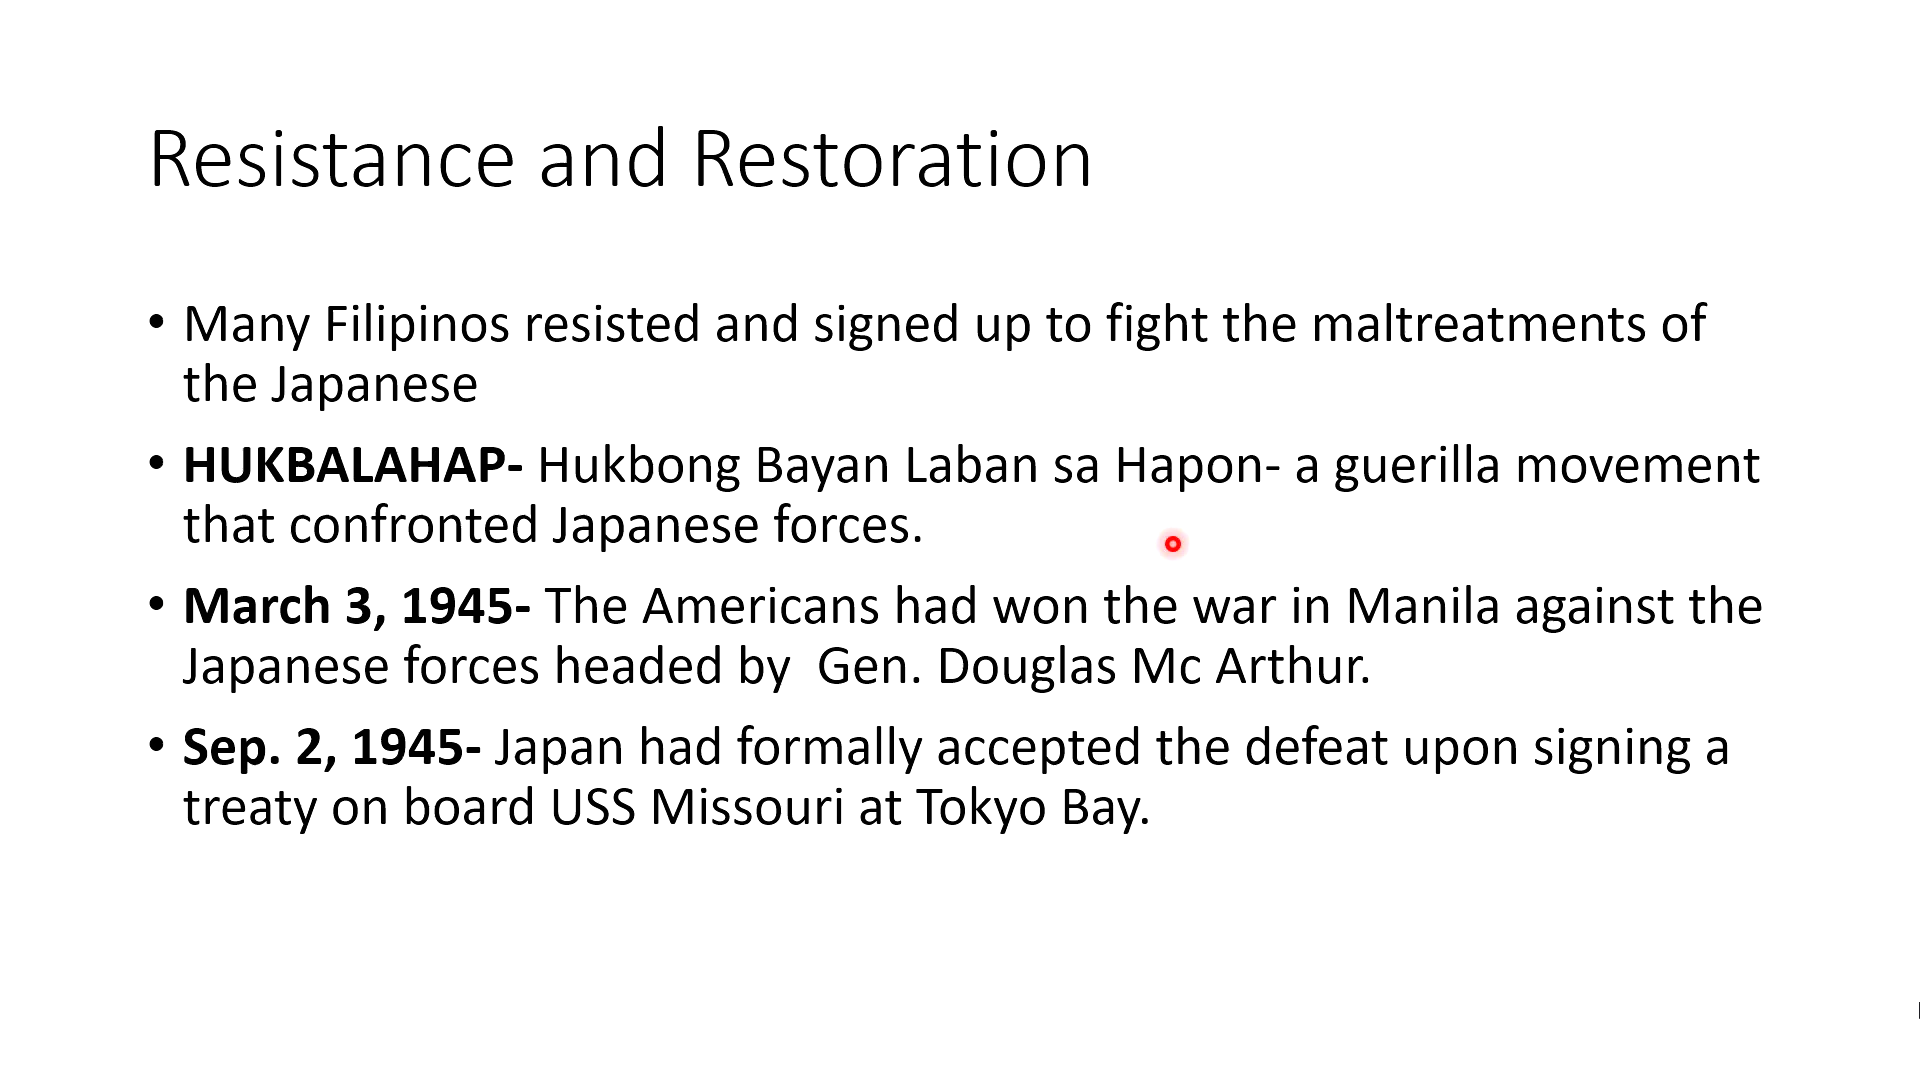 Resistance and Restoration
• Many Filipinos resisted and signed up to fight the maltreatments of
the Japanese
• HUKBALAHAP- Hukbong Bayan Laban sa Hapon- a guerilla movement
that confronted Japanese forces.
• March 3, 1945- The Americans had won the war in Manila against the
Japanese forces headed by  Gen. Douglas Mc Arthur.
• Sep. 2, 1945- Japan had formally accepted the defeat upon signing a
treaty on board USS Missouri at Tokyo Bay.